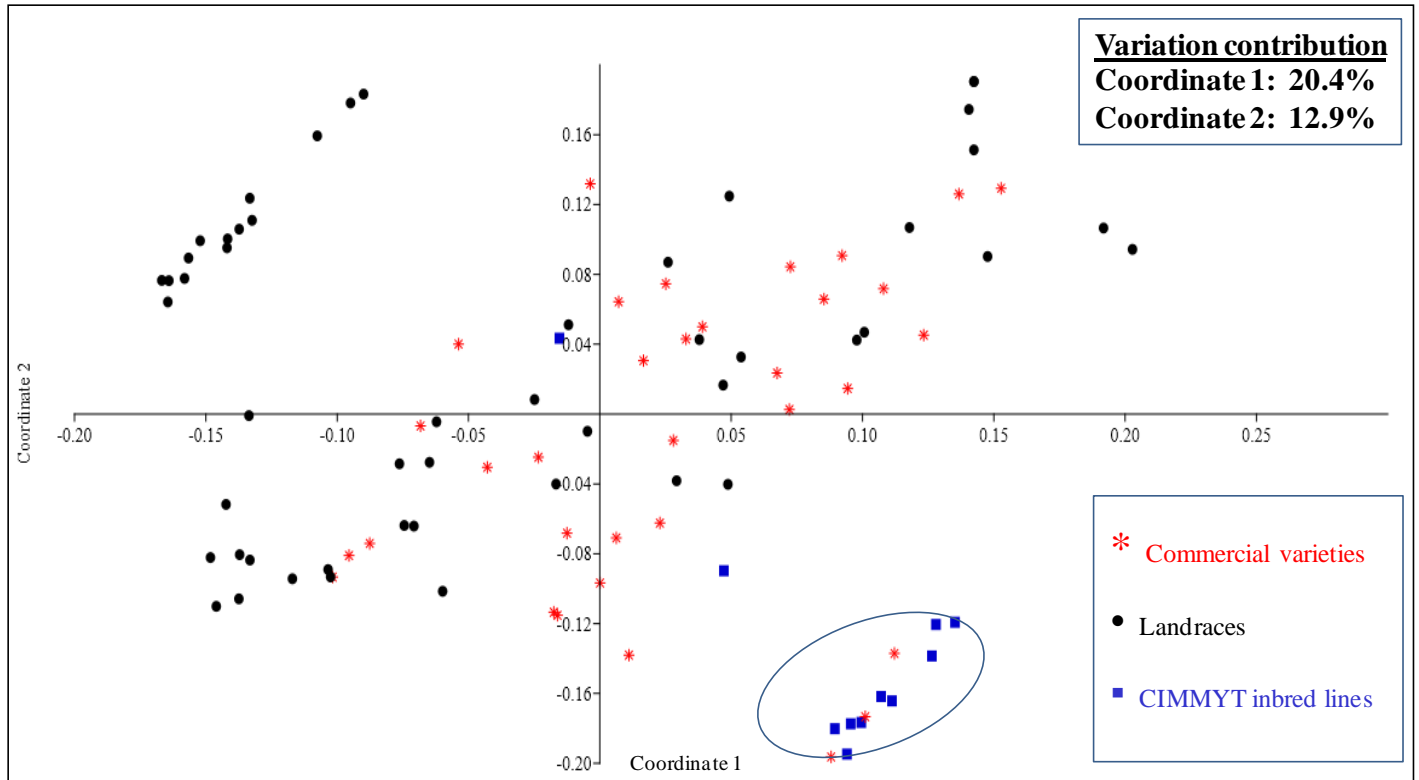 Variation contribution
Coordinate 1: 20.4%
Coordinate 2: 12.9%
0.16
0.12
0.08
0.04
Coordinate 2
-0.20 -0.15 -0.10 -0.05 0.05 0.10 0.15 0.20 0.25
-0.04
-0.08
-0.12
-0.16
-0.20
Coordinate 1
* Commercial varieties
Landraces
CIMMYT inbred lines